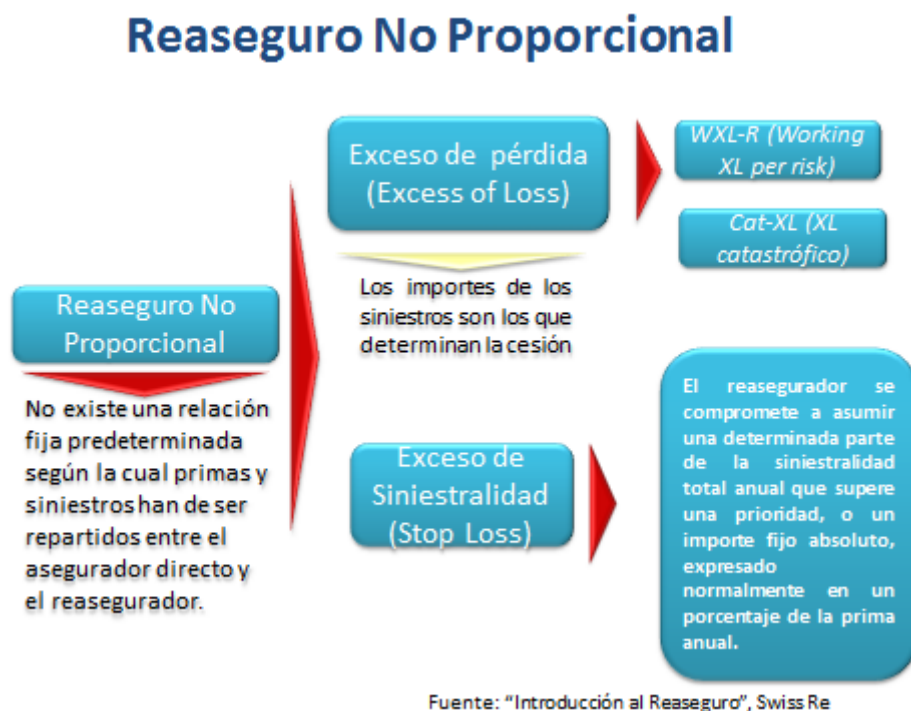 Reaseguro No Proporcional
Exceso de pérdida
(Excess of Loss)
WXL-R (Working
XL per risk)
Cat-XL (XL
catastrófico)
Los importes de los
siniestros son los que
determinan la cesión
Reaseguro No
Proporcional
No existe una relación
fija predeterminada
según la cual primas y
siniestros han de ser
repartidos entre el
asegurador directo y
el reasegurador.
Exceso de
Siniestralidad
(Stop Loss)
El reasegurador se
compromete a asumir
una determinada parte
de la siniestralidad
total anual que supere
una prioridad, o un
importe fijo absoluto,
expresado
normalmente en un
porcentaje de la prima
anual.
Fuente: “Introducción al Reaseguro”, Swiss Re